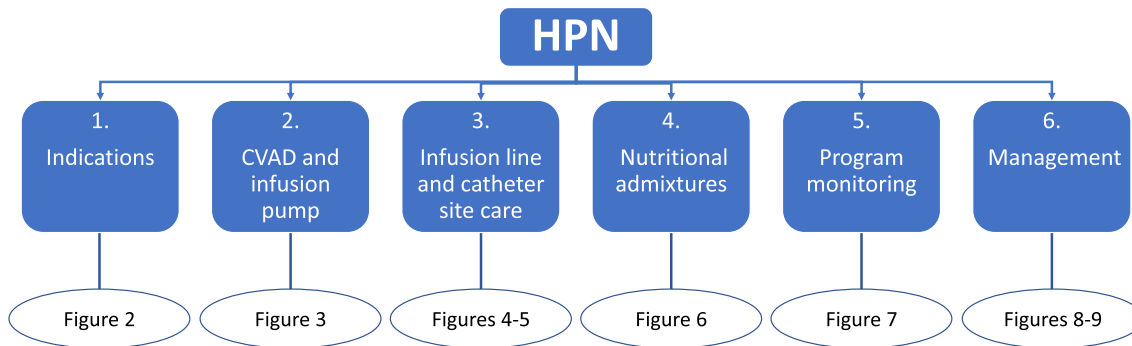 HPN
1.
Indications
2.
CVAD and
infusion
pump
3.
Infusion line
and catheter
site care
4.
Nutritional
admixtures
5.
Program
monitoring
6.
Management
Figure 2
Figure 3
Figures 4-5
Figure 6
Figure 7
Figures 8-9